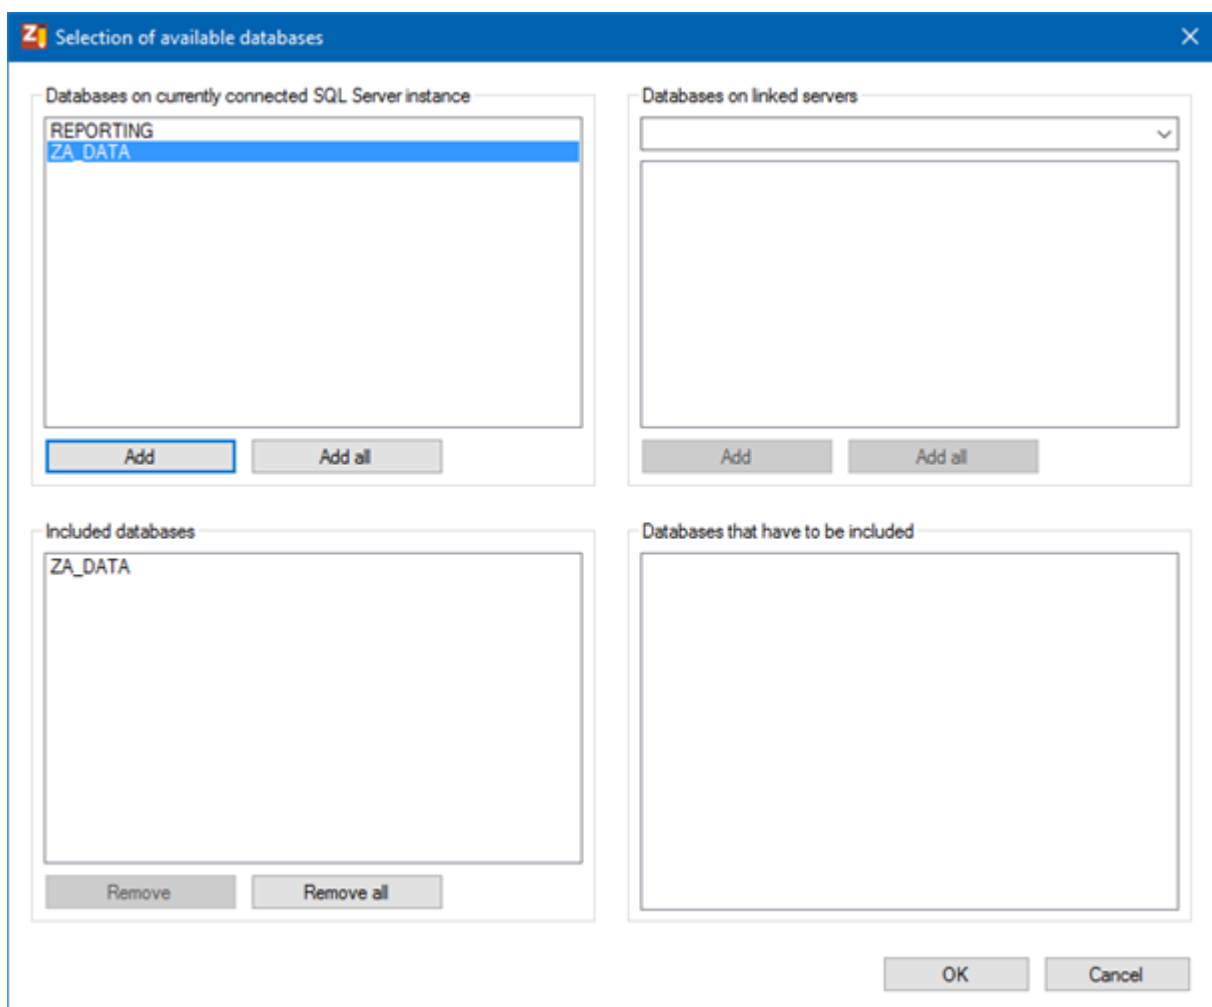 Selection of available databases
Databases on currently connected SQL Server instance
REPORTING
ZA_DATA
Add
Add all
Databases on linked servers
Add
Add all
Included databases
ZA_DATA
Remove
Remove all
Databases that have to be included
OK
Cancel